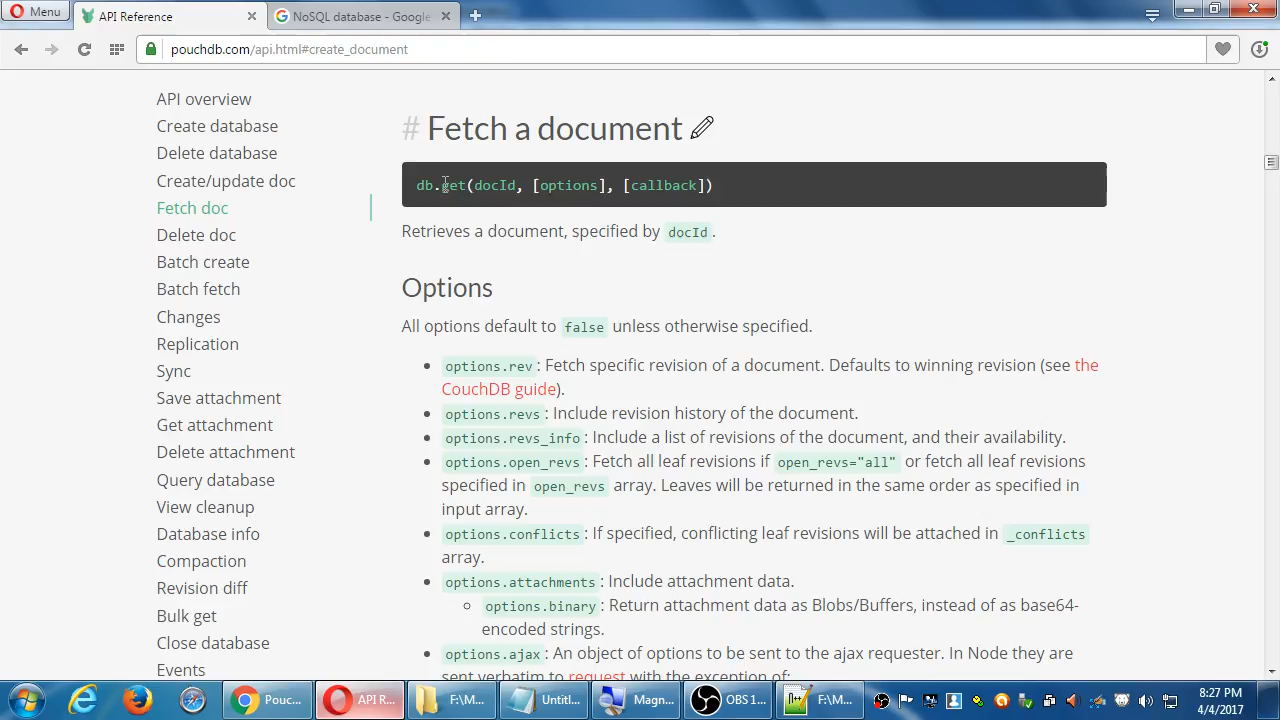 Menu
API Reference
NoSQL database - Google
pouchdb.com/api.html#create_document
API overview
Create database
Delete database
Create/update doc
Fetch doc
Delete doc
Batch create
Batch fetch
Changes
Replication
Sync
Save attachment
Get attachment
Delete attachment
Query database
View cleanup
Database info
Compaction
Revision diff
Bulk get
Close database
Events
# Fetch a document
db.get(docId, [options], [callback])
Retrieves a document, specified by docId.
Options
All options default to false unless otherwise specified.
options.rev: Fetch specific revision of a document. Defaults to winning revision (see the
CouchDB guide).
options.revs: Include revision history of the document.
options.revs_info: Include a list of revisions of the document, and their availability.
options.open_revs: Fetch all leaf revisions if open_revs="all" or fetch all leaf revisions
specified in open_revs array. Leaves will be returned in the same order as specified in
input array.
options.conflicts: If specified, conflicting leaf revisions will be attached in _conflicts
array.
options.attachments: Include attachment data.
options.binary: Return attachment data as Blobs/Buffers, instead of as base64-
encoded strings.
options.ajax: An object of options to be sent to the ajax requester. In Node they are
sent verbatim to request with the exception of:
Pouc...
API R...
F:\M...
Untitl...
Magn...
OBS 1...
F:\M...
8:27 PM
4/4/2017